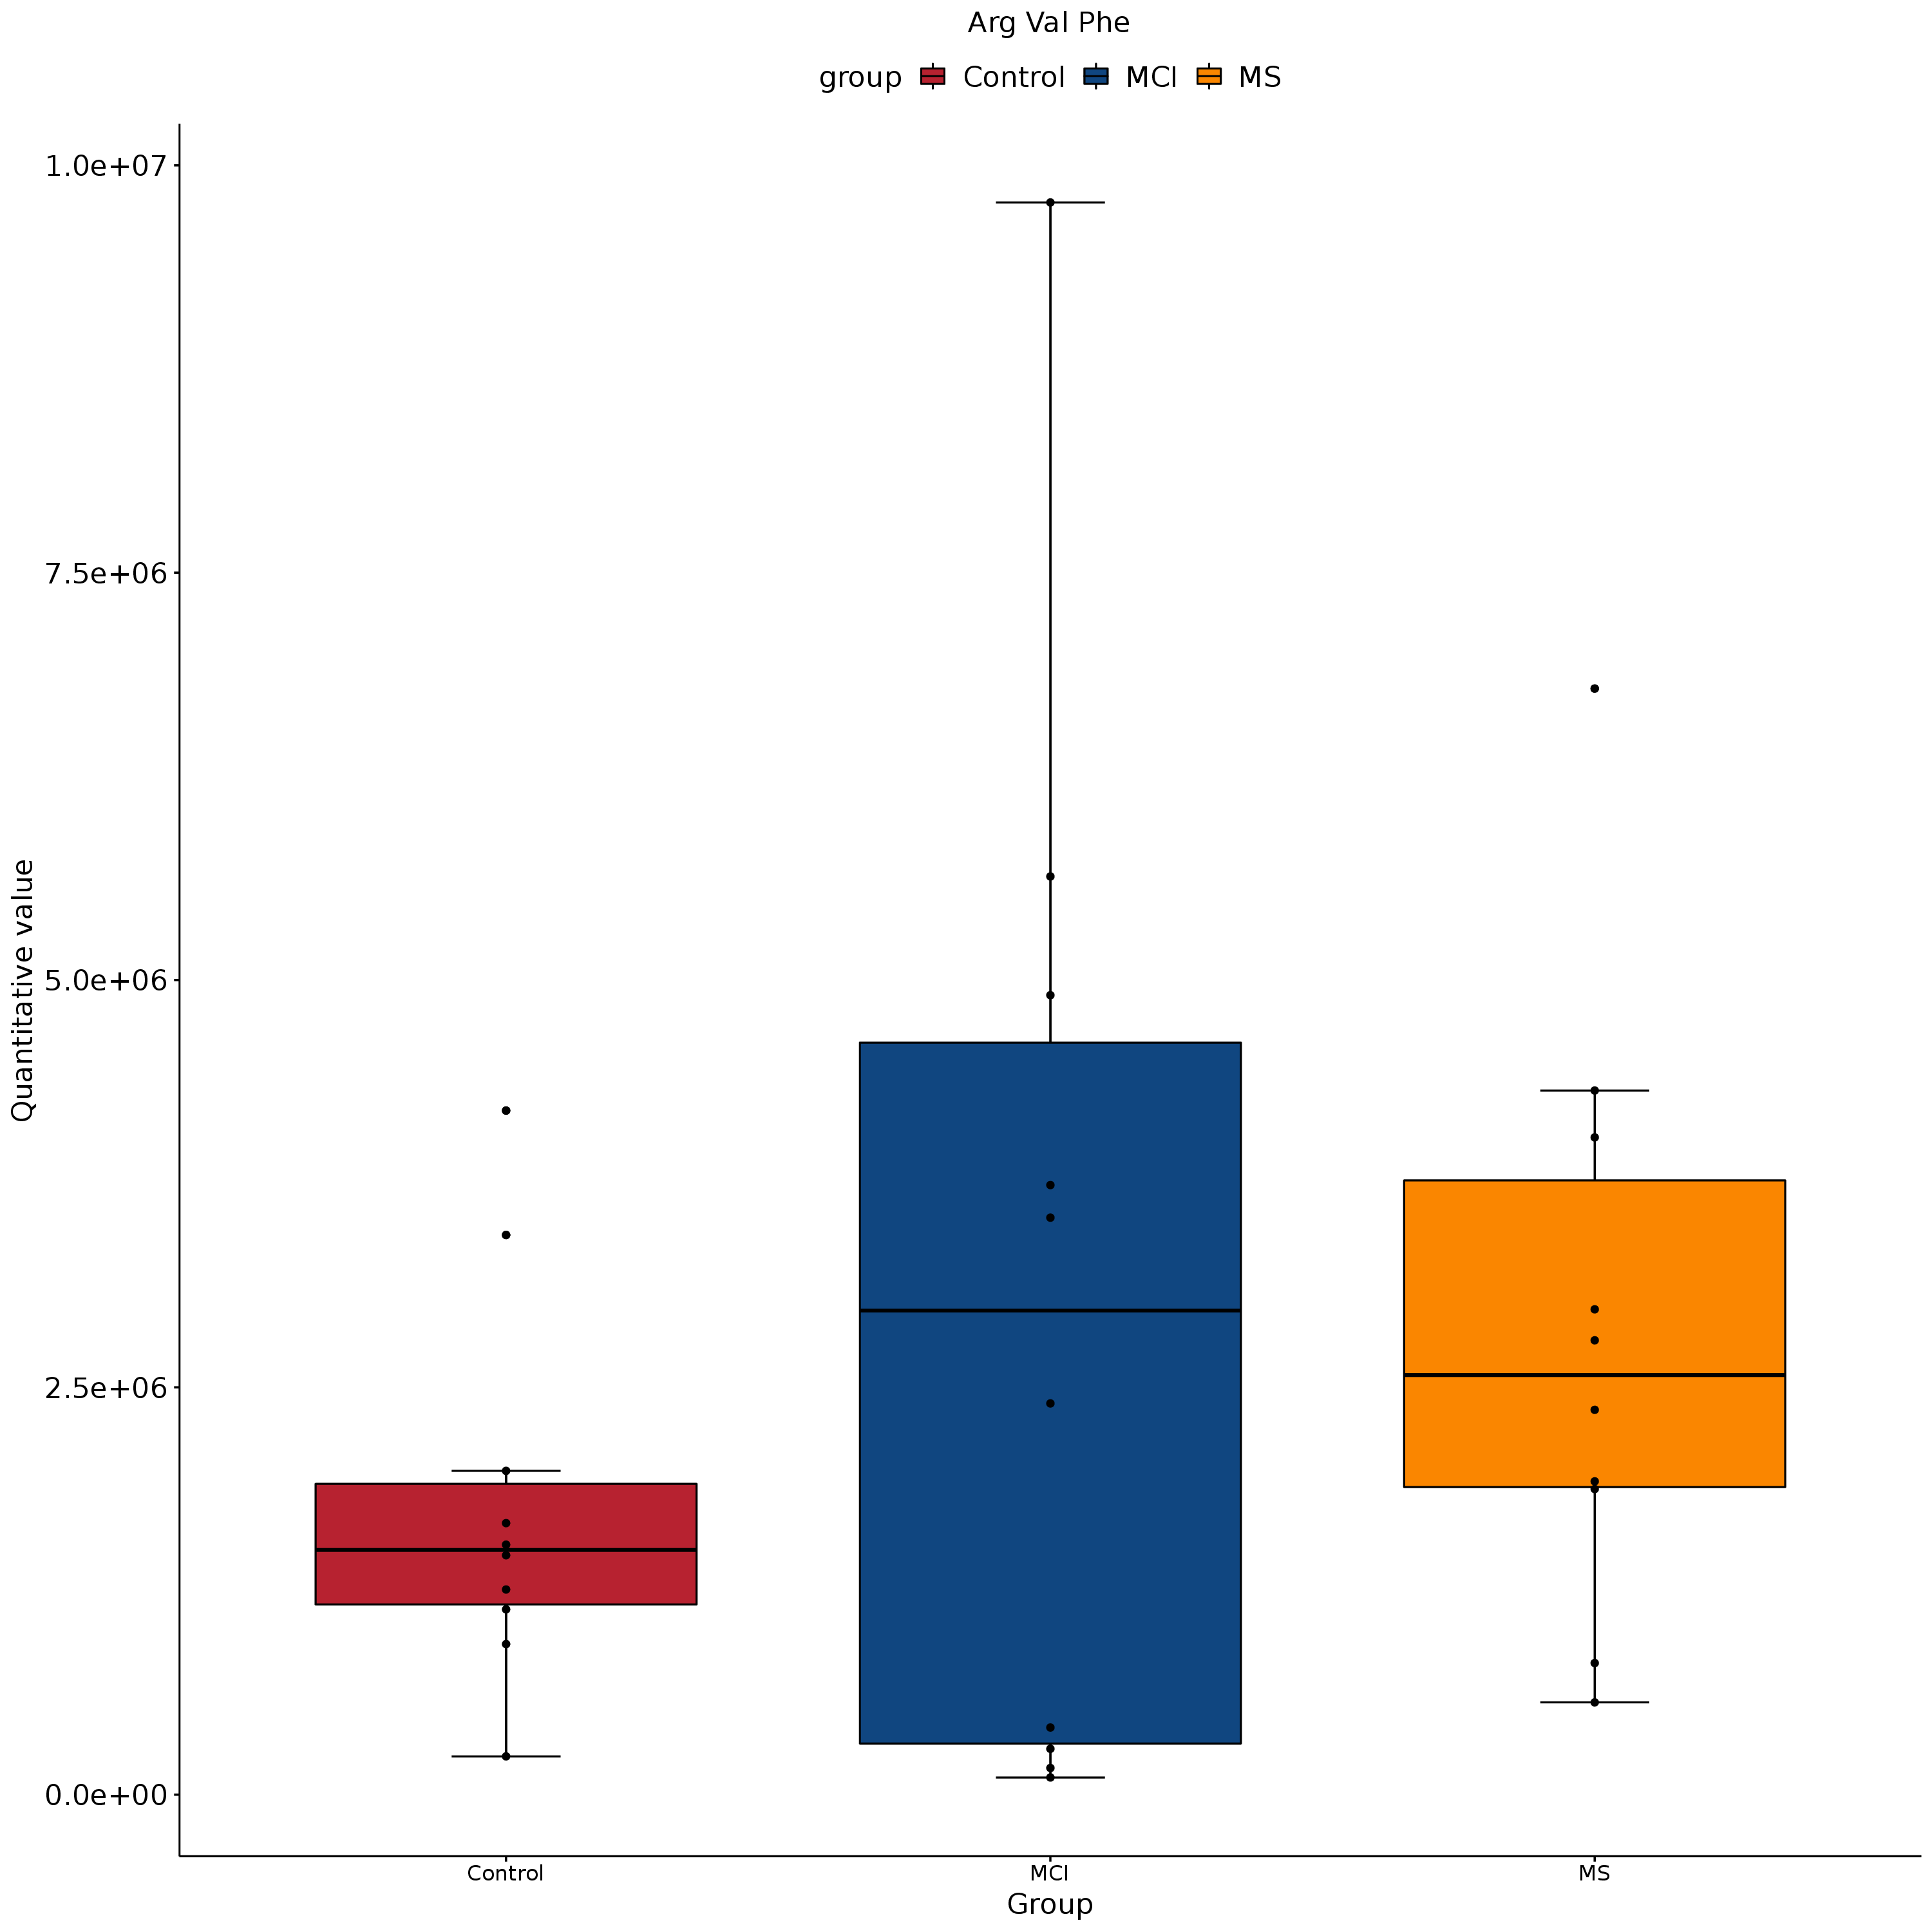 Arg Val Phe
group Control MCI MS
1.0e+07
7.5e+06
5.0e+06
2.5e+06
0.0e+00
Quantitative value
Control MCI MS
Group